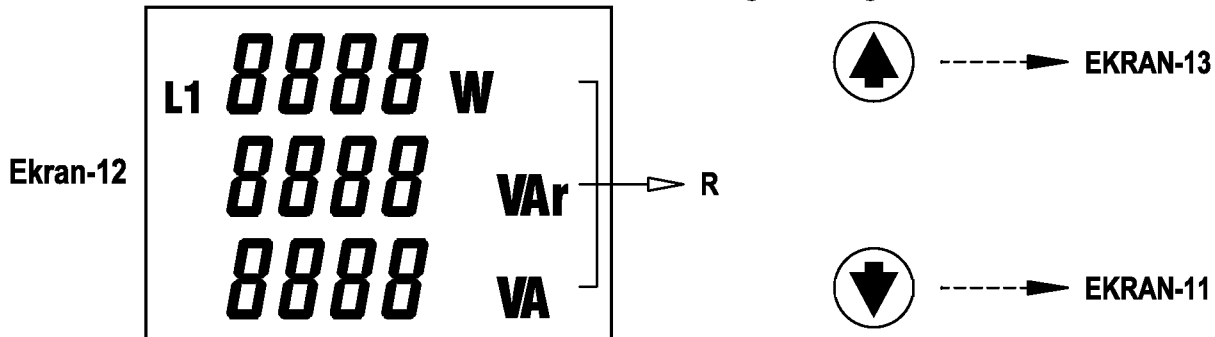 L1 8888 W
EKRAN-13
Ekran-12
8888 VAr
R
8888 VA
EKRAN-11